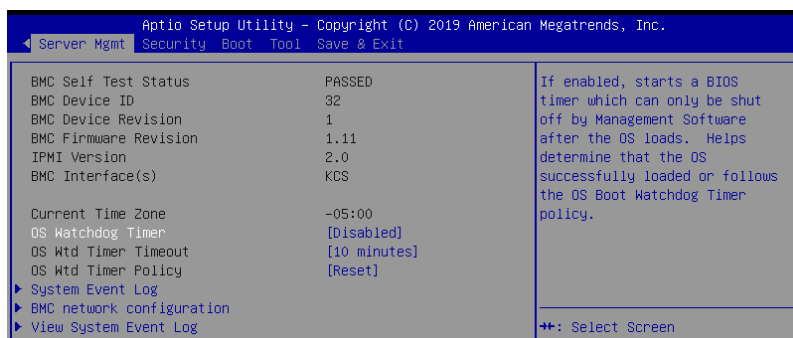 Aptio Setup Utility – Copyright (C) 2019 American Megatrends, Inc.
Server Mgmt Security Boot Tool Save & Exit
BMC Self Test Status PASSED
BMC Device ID 32
BMC Device Revision 1
BMC Firmware Revision 1.11
IPMI Version 2.0
BMC Interface(s) KCS
Current Time Zone -05:00
OS Watchdog Timer [Disabled]
OS Wtd Timer Timeout [10 minutes]
OS Wtd Timer Policy [Reset]
System Event Log
BMC network configuration
View System Event Log
If enabled, starts a BIOS
timer which can only be shut
off by Management Software
after the OS loads. Helps
determine that the OS
successfully loaded or follows
the OS Boot Watchdog Timer
policy.
→←: Select Screen